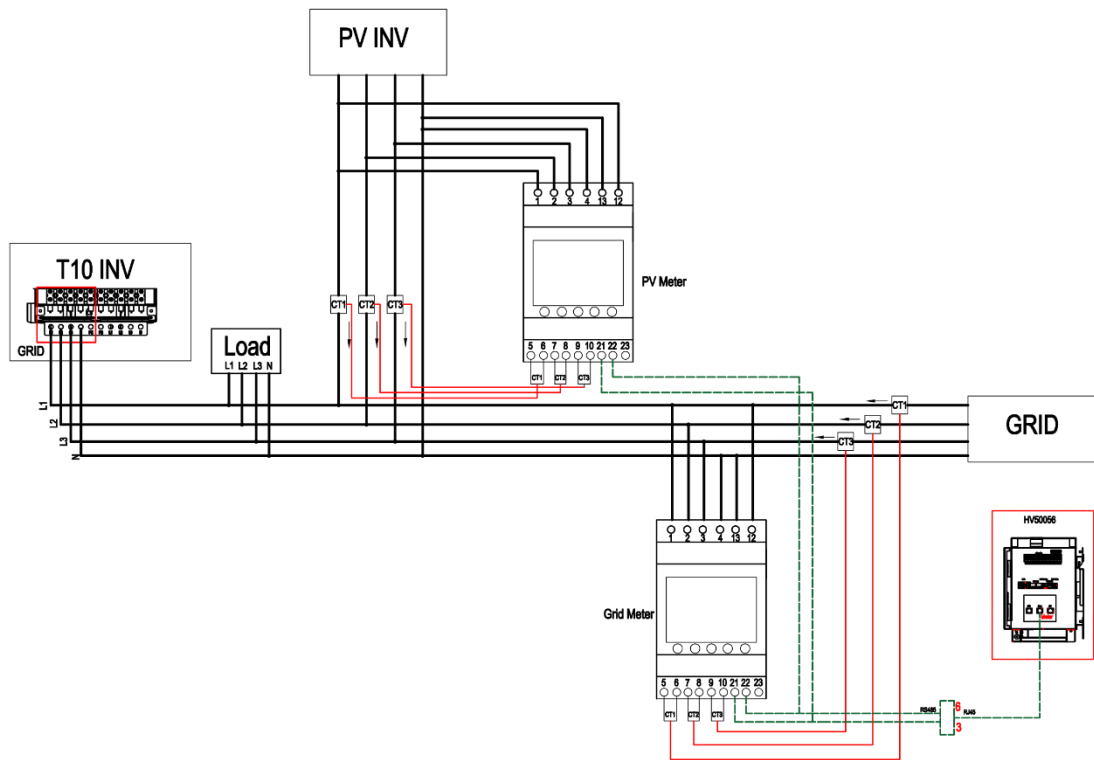 PV INV
1 2 3 4 13 12
T10 INV
GRID
PV Meter
CT1 CT2 CT3
Load
L1 L2 L3 N
5 6 7 8 9 10 21 22 23
CT1 CT2 CT3
L1
L2
L3
N
CT1
CT2
CT3
GRID
HV50056
1 2 3 4 13 12
Grid Meter
5 6 7 8 9 10 21 22 23
CT1 CT2 CT3
RS485
6
3
RJ45